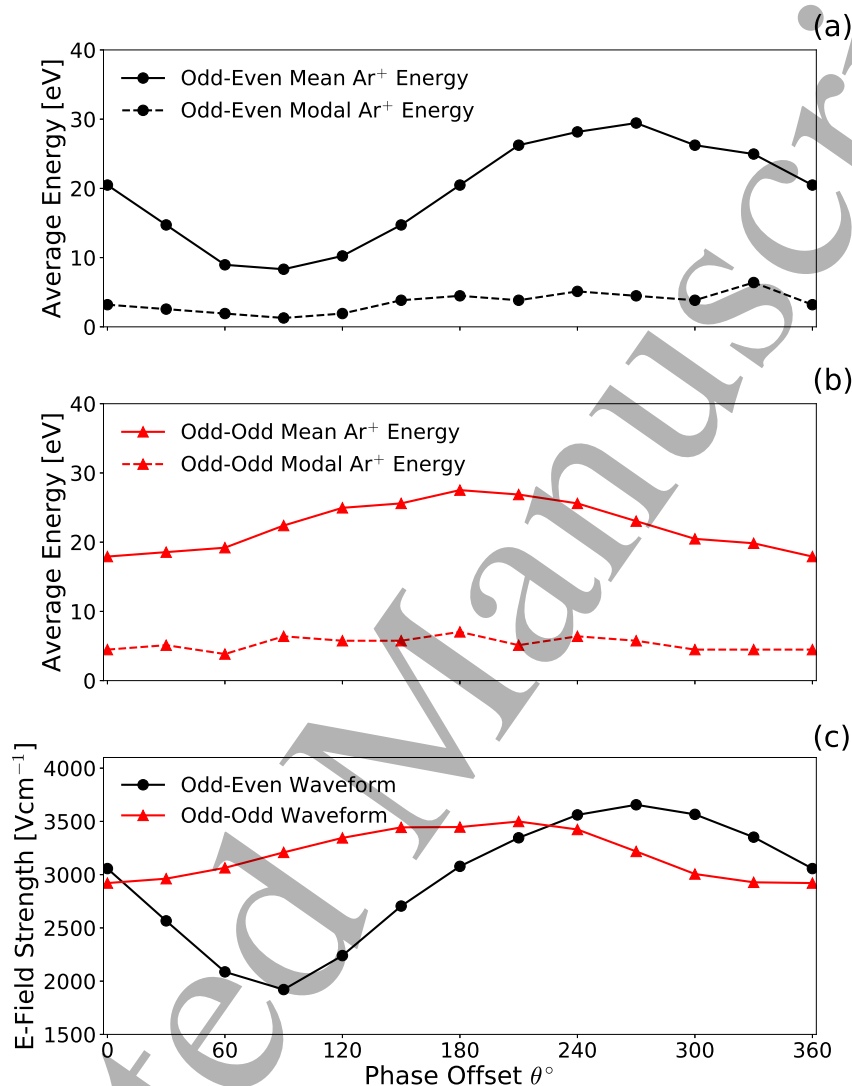 (a)
40
30
20
10
0
Average Energy [eV]
Odd-Even Mean Ar⁺ Energy
Odd-Even Modal Ar⁺ Energy
(b)
40
30
20
10
0
Average Energy [eV]
Odd-Odd Mean Ar⁺ Energy
Odd-Odd Modal Ar⁺ Energy
(c)
4000
3500
3000
2500
2000
1500
E-Field Strength [Vcm⁻¹]
Odd-Even Waveform
Odd-Odd Waveform
0 60 120 180 240 300 360
Phase Offset θ°
ted Manuscri